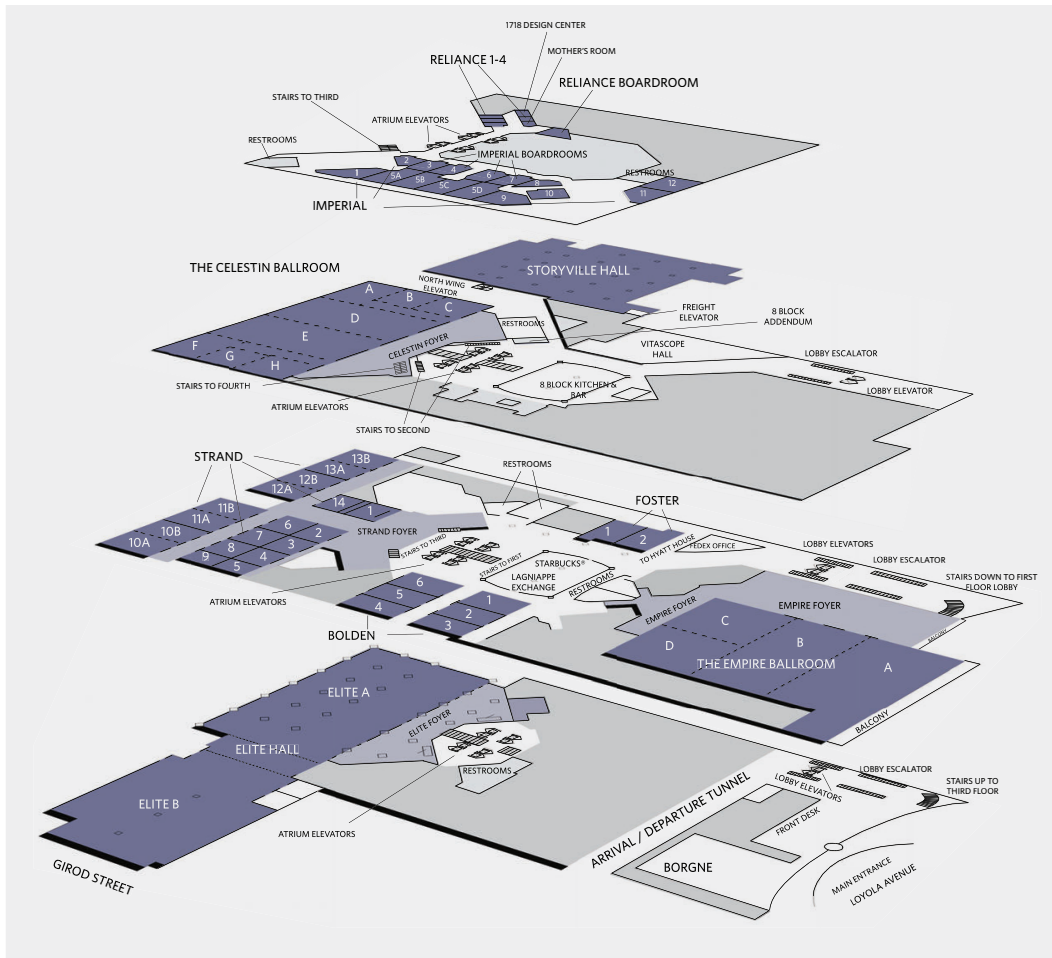 1718 DESIGN CENTER
MOTHER'S ROOM
RELIANCE 1-4
RELIANCE BOARDROOM
STAIRS TO THIRD
ATRIUM ELEVATORS
RESTROOMS
IMPERIAL BOARDROOMS
RESTROOMS
1
2
3
4
5A
5B
5C
5D
6
7
8
9
10
11
12
IMPERIAL
THE CELESTIN BALLROOM
STORYVILLE HALL
NORTH WING
ELEVATOR
A
B
C
D
E
F
G
H
RESTROOMS
CELESTIN FOYER
FREIGHT
ELEVATOR
8 BLOCK
ADDENDUM
VITASCOPE
HALL
LOBBY ESCALATOR
LOBBY ELEVATOR
8 BLOCK KITCHEN &
BAR
STAIRS TO FOURTH
ATRIUM ELEVATORS
STAIRS TO SECOND
STRAND
13B
13A
12B
12A
14
1
11B
11A
10B
10A
6
7
8
9
2
3
4
5
RESTROOMS
FOSTER
1
2
STRAND FOYER
STAIRS TO THIRD
STAIRS TO FIRST
STARBUCKS®
LAGNIAPPE
EXCHANGE
RESTROOMS
TO HYATT HOUSE
FEDEX OFFICE
LOBBY ELEVATORS
LOBBY ESCALATOR
STAIRS DOWN TO FIRST
FLOOR LOBBY
ATRIUM ELEVATORS
6
5
4
1
2
3
BOLDEN
EMPIRE FOYER
EMPIRE FOYER
BALCONY
C
D
B
A
THE EMPIRE BALLROOM
BALCONY
ELITE A
ELITE FOYER
ELITE HALL
ELITE B
RESTROOMS
ATRIUM ELEVATORS
GIROD STREET
ARRIVAL / DEPARTURE TUNNEL
LOBBY ESCALATOR
LOBBY ELEVATORS
STAIRS UP TO
THIRD FLOOR
FRONT DESK
BORGNE
MAIN ENTRANCE
LOYOLA AVENUE